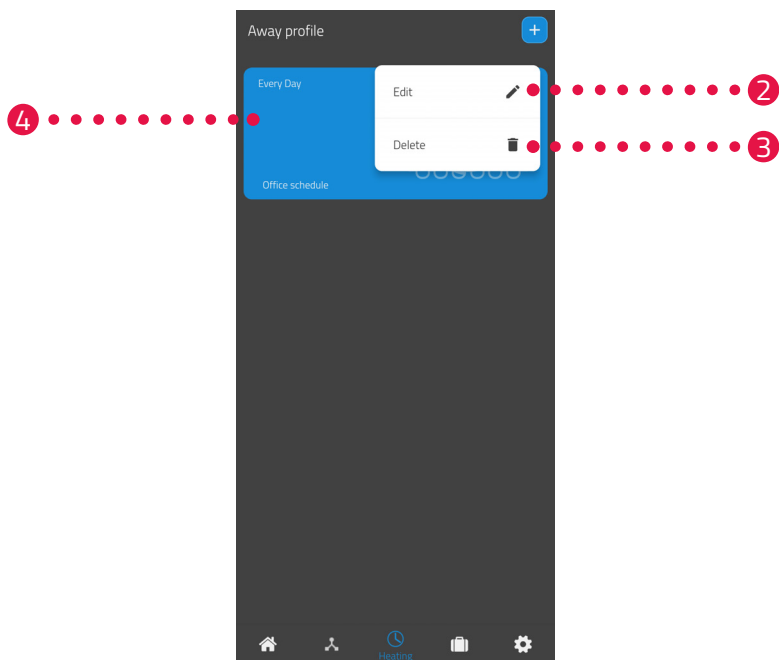 Away profile
+
Every Day
Edit
2
4
Delete
3
Office schedule
Heating